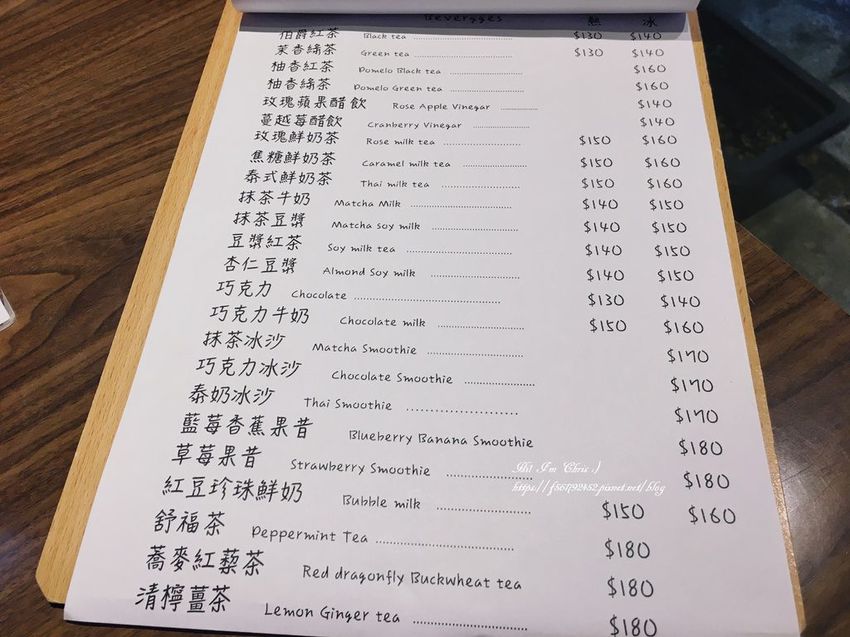 Beverages 熱 冰
伯爵紅茶 Black tea $130 $140
茉香綠茶 Green tea $130 $140
柚香紅茶 Pomelo Black tea $160
柚香綠茶 Pomelo Green tea $160
玫瑰蘋果醋飲 Rose Apple Vinegar $140
蔓越莓醋飲 Cranberry Vinegar $140
玫瑰鮮奶茶 Rose milk tea $150 $160
焦糖鮮奶茶 Caramel milk tea $150 $160
泰式鮮奶茶 Thai milk tea $150 $160
抹茶牛奶 Matcha Milk $140 $150
抹茶豆漿 Matcha Soy milk $140 $150
豆漿紅茶 Soy milk tea $140 $150
杏仁豆漿 Almond Soy milk $140 $150
巧克力 Chocolate $130 $140
巧克力牛奶 Chocolate milk $150 $160
抹茶冰沙 Matcha Smoothie $170
巧克力冰沙 Chocolate Smoothie $170
泰奶冰沙 Thai Smoothie $170
藍莓香蕉果昔 Blueberry Banana Smoothie $180
草莓果昔 Strawberry Smoothie $180
紅豆珍珠鮮奶 Bubble milk $150 $160
舒福茶 Peppermint Tea $180
蕎麥紅藜茶 Red dragonfly Buckwheat tea $180
清檸薑茶 Lemon Ginger tea $180
Hi! I'm Chris :)
https://f561792452.pixnet.net/blog